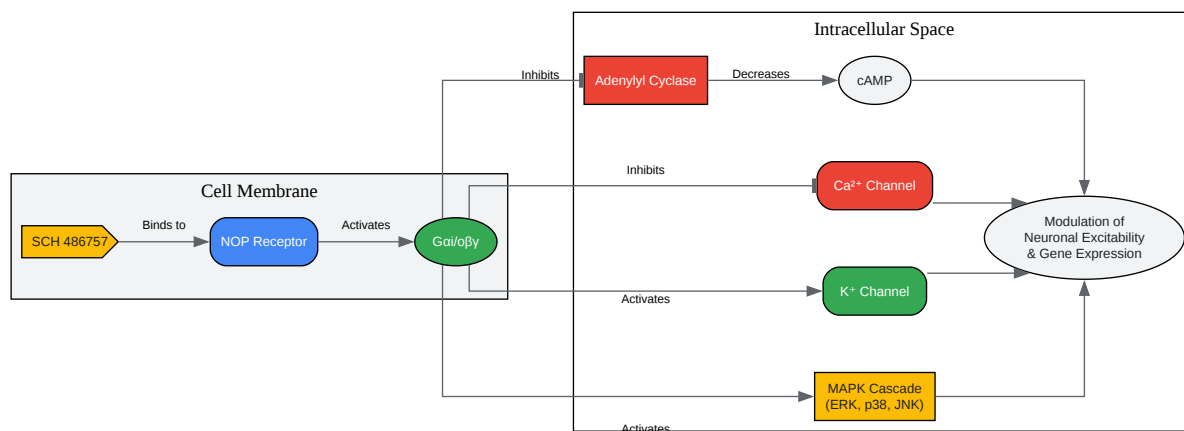 Intracellular Space
Inhibits
Adenylyl Cyclase
Decreases
cAMP
Cell Membrane
Inhibits
Ca²⁺ Channel
SCH 486757
Binds to
NOP Receptor
Activates
Gαi/oβγ
Modulation of
Neuronal Excitability
& Gene Expression
K⁺ Channel
Activates
MAPK Cascade
(ERK, p38, JNK)
Activates